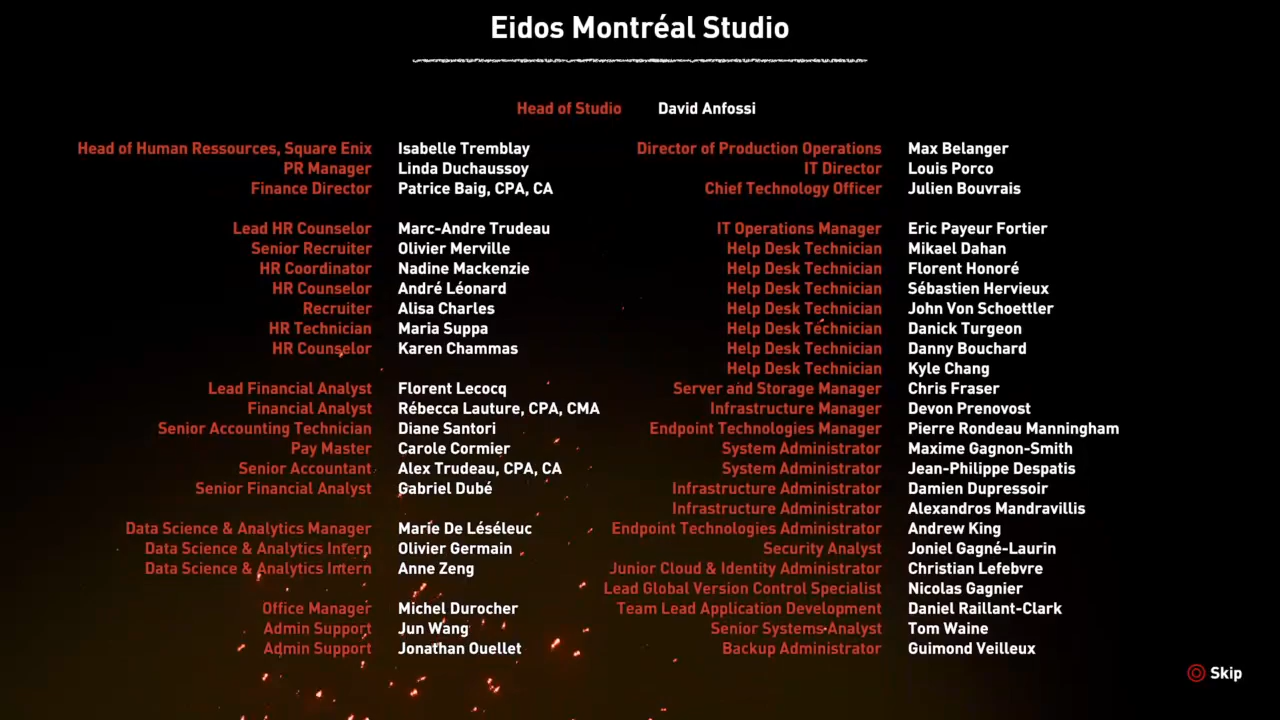 Eidos Montréal Studio
Head of Studio David Anfossi
Head of Human Ressources, Square Enix Isabelle Tremblay
PR Manager Linda Duchaussoy
Finance Director Patrice Baig, CPA, CA
Lead HR Counselor Marc-Andre Trudeau
Senior Recruiter Olivier Merville
HR Coordinator Nadine Mackenzie
HR Counselor André Léonard
Recruiter Alisa Charles
HR Technician Maria Suppa
HR Counselor Karen Chammas
Lead Financial Analyst Florent Lecocq
Financial Analyst Rébecca Lauture, CPA, CMA
Senior Accounting Technician Diane Santori
Pay Master Carole Cormier
Senior Accountant Alex Trudeau, CPA, CA
Senior Financial Analyst Gabriel Dubé
Data Science & Analytics Manager Marie De Léséleuc
Data Science & Analytics Intern Olivier Germain
Data Science & Analytics Intern Anne Zeng
Office Manager Michel Durocher
Admin Support Jun Wang
Admin Support Jonathan Ouellet
Director of Production Operations Max Belanger
IT Director Louis Porco
Chief Technology Officer Julien Bouvrais
IT Operations Manager Eric Payeur Fortier
Help Desk Technician Mikael Dahan
Help Desk Technician Florent Honoré
Help Desk Technician Sébastien Hervieux
Help Desk Technician John Von Schoettler
Help Desk Technician Danick Turgeon
Help Desk Technician Danny Bouchard
Help Desk Technician Kyle Chang
Server and Storage Manager Chris Fraser
Infrastructure Manager Devon Prenovost
Endpoint Technologies Manager Pierre Rondeau Manningham
System Administrator Maxime Gagnon-Smith
System Administrator Jean-Philippe Despatis
Infrastructure Administrator Damien Dupressoir
Infrastructure Administrator Alexandros Mandravillis
Endpoint Technologies Administrator Andrew King
Security Analyst Joniel Gagné-Laurin
Junior Cloud & Identity Administrator Christian Lefebvre
Lead Global Version Control Specialist Nicolas Gagnier
Team Lead Application Development Daniel Raillant-Clark
Senior Systems Analyst Tom Waine
Backup Administrator Guimond Veilleux
Skip